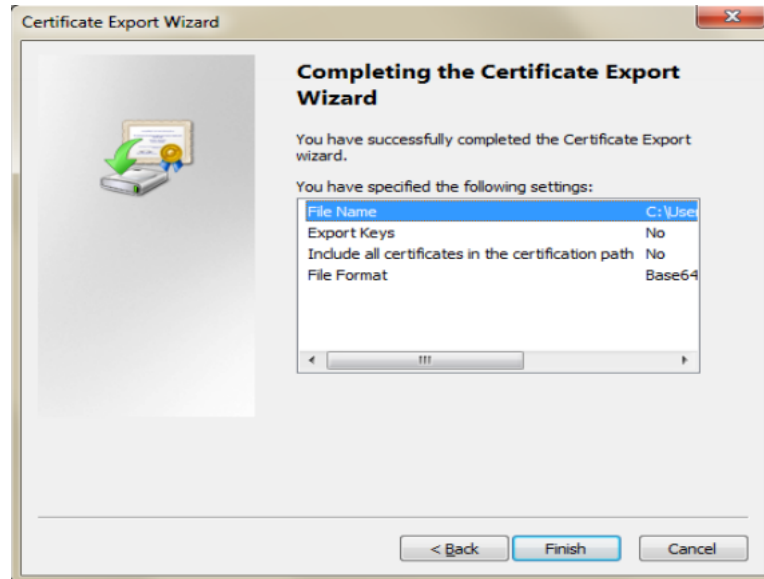 Certificate Export Wizard
Completing the Certificate Export
Wizard
You have successfully completed the Certificate Export
wizard.
You have specified the following settings:
File Name C:\User
Export Keys No
Include all certificates in the certification path No
File Format Base64
< Back Finish Cancel